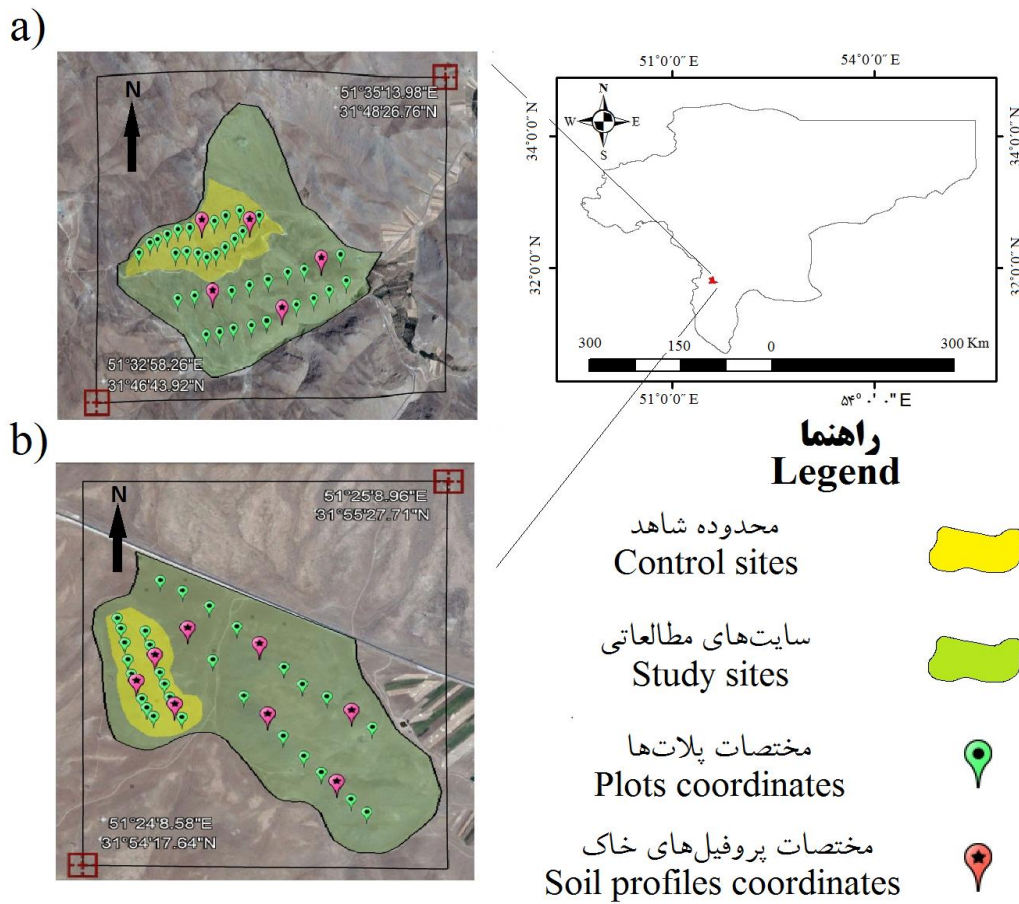 a)
N
51°35'13.98"E
31°48'26.76"N
51°32'58.26"E
31°46'43.92"N
51°0'0" E
54°0'0" E
34°0'0" N
34°0'0" N
32°0'0" N
32°0'0" N
N
W
E
S
300
150
0
300 Km
51°0'0" E
۵۴°۰'۰" E
b)
N
51°25'8.96"E
31°55'27.71"N
51°24'8.58"E
31°54'17.64"N
راهنما
Legend
محدوده شاهد
Control sites
سایت‌های مطالعاتی
Study sites
مختصات پلات‌ها
Plots coordinates
مختصات پروفیل‌های خاک
Soil profiles coordinates